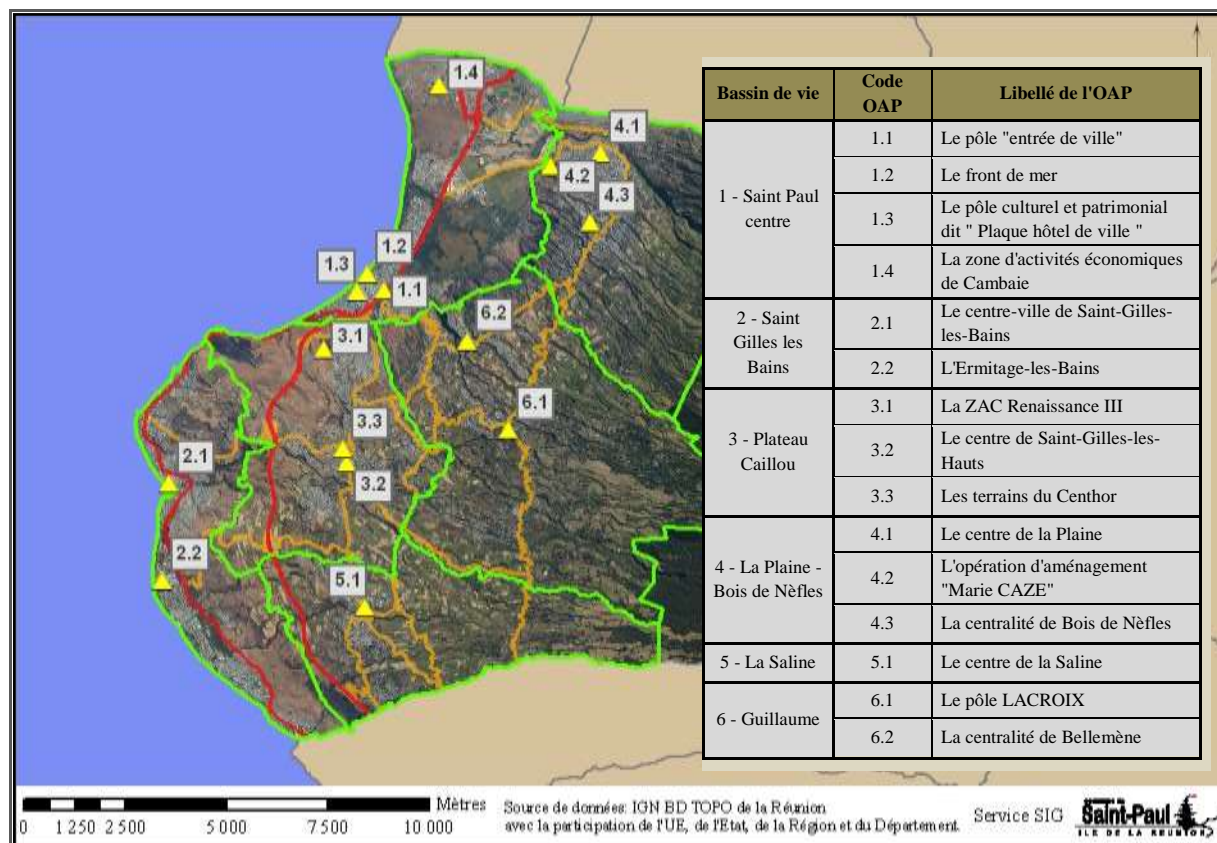 1.4
4.1
4.2
4.3
1.2
1.3
1.1
6.2
3.1
6.1
3.3
2.1
3.2
2.2
5.1
Bassin de vie
Code
OAP
Libellé de l'OAP
1 - Saint Paul
centre
1.1
Le pôle "entrée de ville"
1.2
Le front de mer
1.3
Le pôle culturel et patrimonial
dit " Plaque hôtel de ville "
1.4
La zone d'activités économiques
de Cambaie
2 - Saint
Gilles les
Bains
2.1
Le centre-ville de Saint-Gilles-
les-Bains
2.2
L'Ermitage-les-Bains
3 - Plateau
Caillou
3.1
La ZAC Renaissance III
3.2
Le centre de Saint-Gilles-les-
Hauts
3.3
Les terrains du Centhor
4 - La Plaine -
Bois de Nèfles
4.1
Le centre de la Plaine
4.2
L'opération d'aménagement
"Marie CAZE"
4.3
La centralité de Bois de Nèfles
5 - La Saline
5.1
Le centre de la Saline
6 - Guillaume
6.1
Le pôle LACROIX
6.2
La centralité de Bellemène
Mètres
0 1 250 2 500 5 000 7 500 10 000
Source de données: IGN BD TOPO de la Réunion
avec la participation de l'UE, de l'Etat, de la Région et du Département.
Service SIG
Saint-Paul
ILE DE LA REUNION